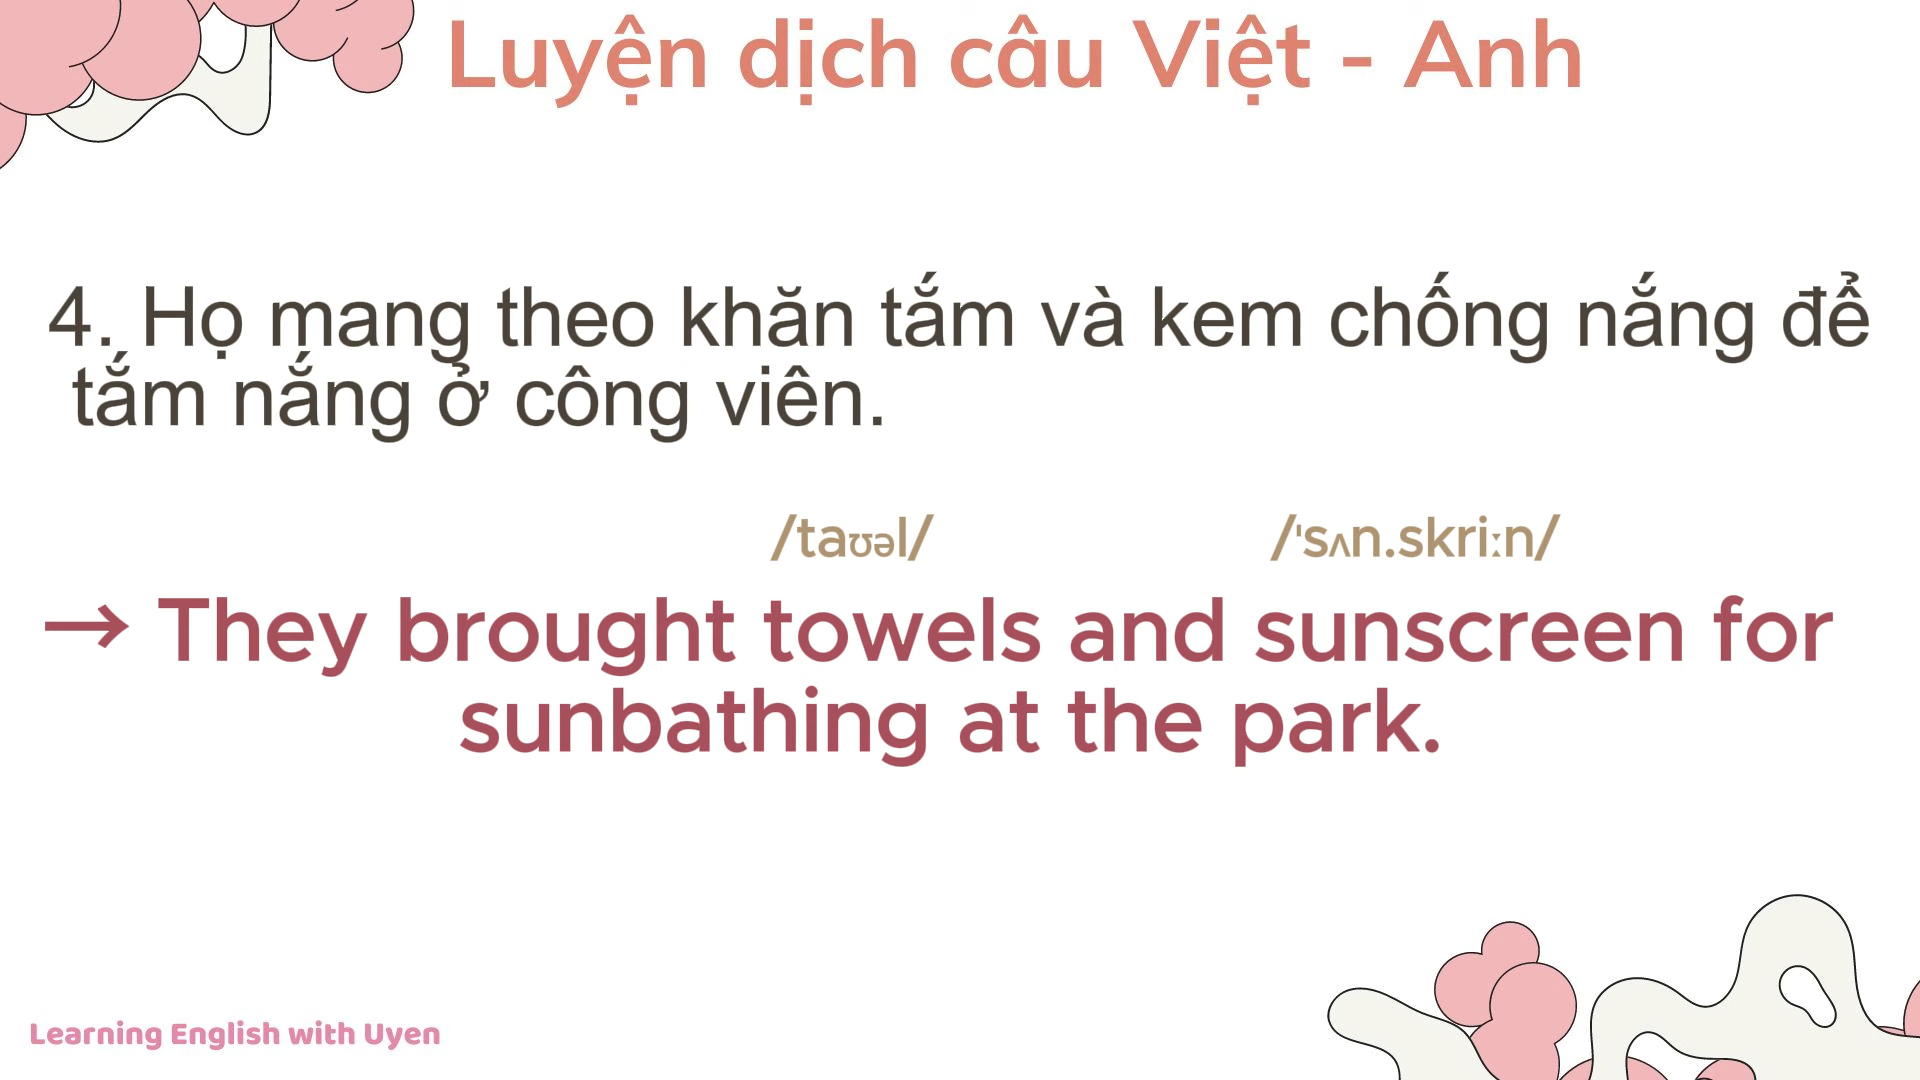 Luyện dịch câu Việt - Anh
4. Họ mang theo khăn tắm và kem chống nắng để
tắm nắng ở công viên.
/taʊəl/ /ˈsʌn.skriːn/
→ They brought towels and sunscreen for
sunbathing at the park.
Learning English with Uyen